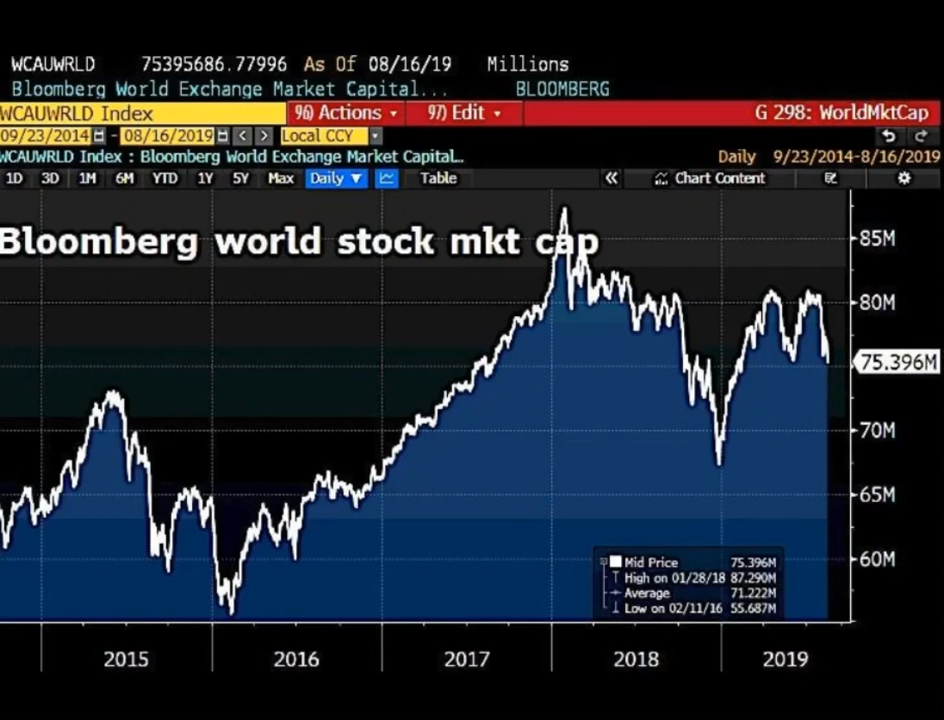 WCAUWRLD 75395686.77996 As Of 08/16/19 Millions
Bloomberg World Exchange Market Capital... BLOOMBERG
WCAUWRLD Index 96) Actions 97) Edit G 298: WorldMktCap
09/23/2014 - 08/16/2019 < > Local CCY
WCAUWRLD Index : Bloomberg World Exchange Market Capital... Daily 9/23/2014-8/16/2019
1D 3D 1M 6M YTD 1Y 5Y Max Daily ▼ Table « Chart Content
Bloomberg world stock mkt cap
85M
80M
75.396M
70M
65M
60M
Mid Price 75.396M
High on 01/28/18 87.290M
Average 71.222M
Low on 02/11/16 55.687M
2015 2016 2017 2018 2019